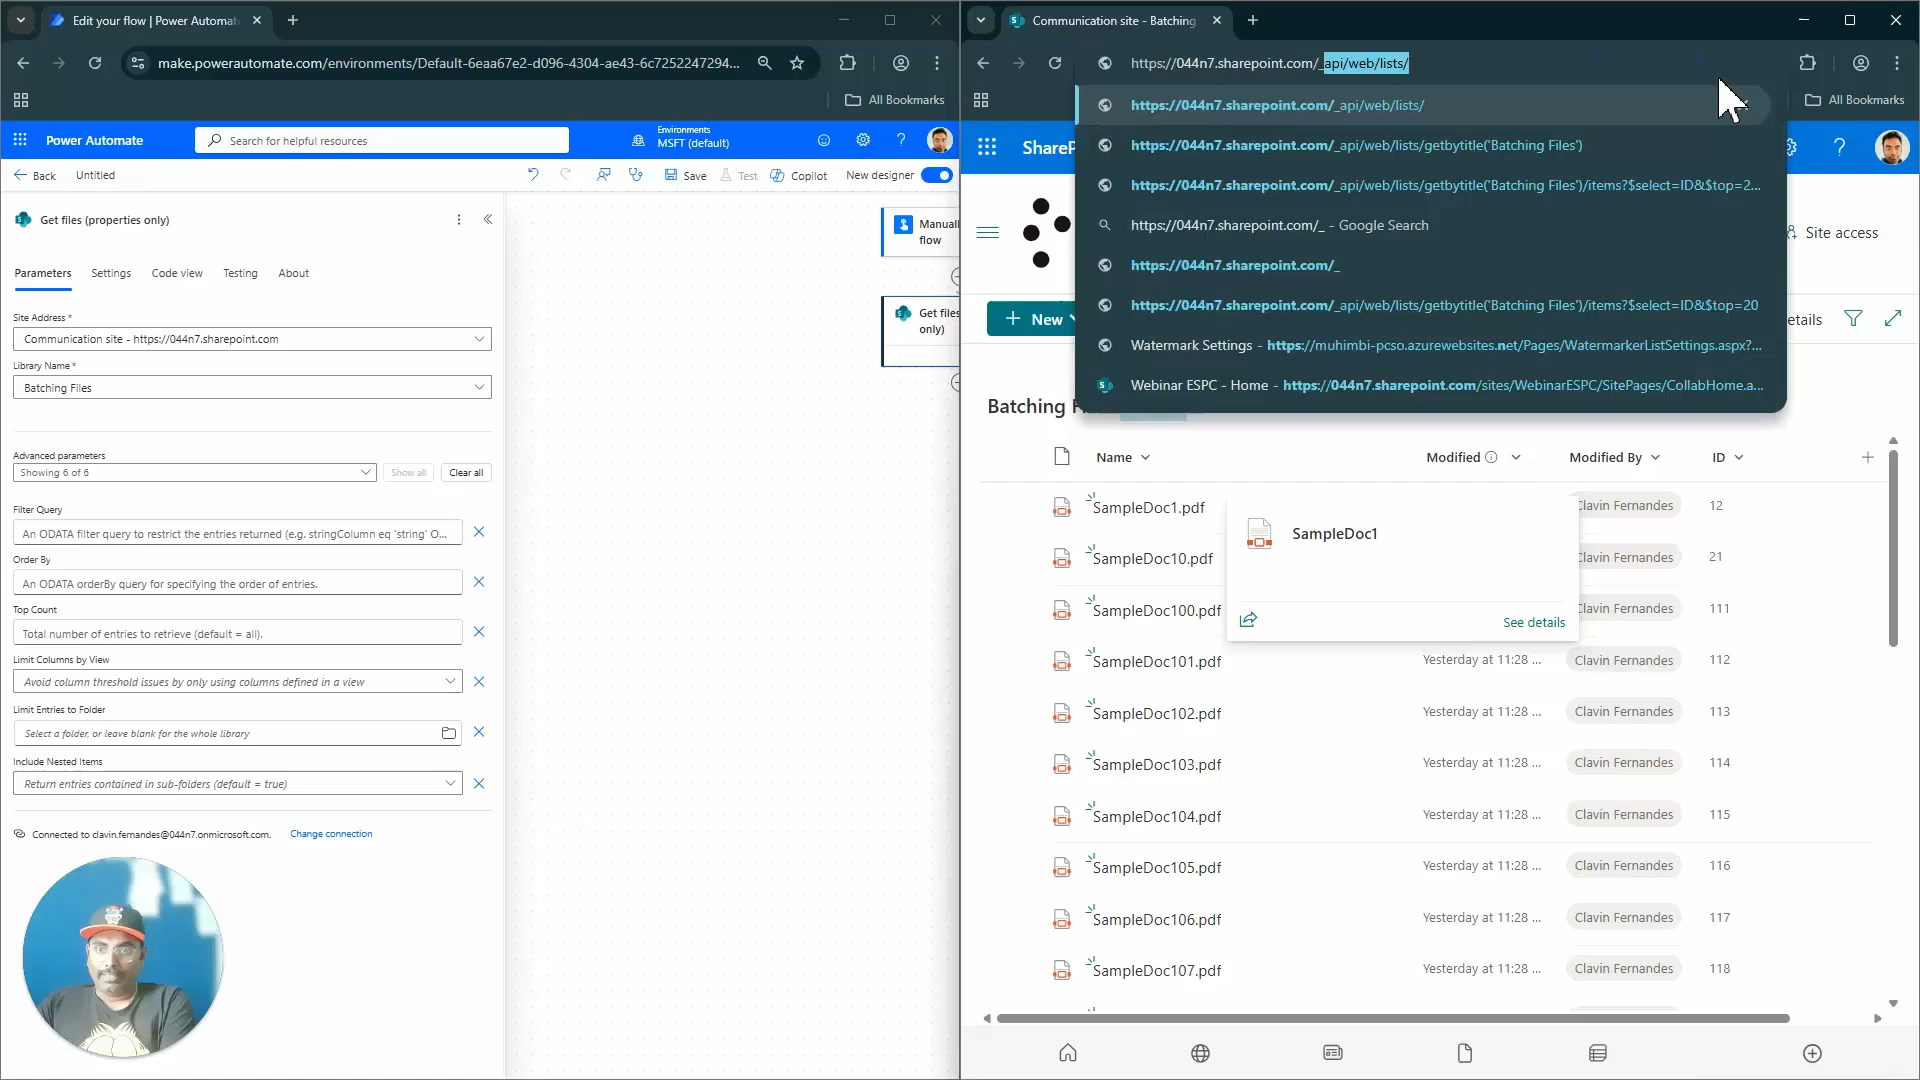 Edit your flow | Power Automat
make.powerautomate.com/environments/Default-6eaa67e2-d096-4304-ae43-6c7252247294...
All Bookmarks
Power Automate
Search for helpful resources
Environments
MSFT (default)
Back
Untitled
Save
Test
Copilot
New designer
Get files (properties only)
Parameters
Settings
Code view
Testing
About
Site Address *
Communication site - https://044n7.sharepoint.com
Library Name *
Batching Files
Advanced parameters
Showing 6 of 6
Show all
Clear all
Filter Query
An ODATA filter query to restrict the entries returned (e.g. stringColumn eq 'string' O...
Order By
An ODATA orderBy query for specifying the order of entries.
Top Count
Total number of entries to retrieve (default = all).
Limit Columns by View
Avoid column threshold issues by only using columns defined in a view
Limit Entries to Folder
Select a folder, or leave blank for the whole library
Include Nested Items
Return entries contained in sub-folders (default = true)
Connected to clavin.fernandes@044n7.onmicrosoft.com.
Change connection
Manuall
flow
Get files
only)
Communication site - Batching
https://044n7.sharepoint.com/_api/web/lists/
https://044n7.sharepoint.com/_api/web/lists/
https://044n7.sharepoint.com/_api/web/lists/getbytitle('Batching Files')
https://044n7.sharepoint.com/_api/web/lists/getbytitle('Batching Files')/items?$select=ID&$top=2...
https://044n7.sharepoint.com/_ - Google Search
https://044n7.sharepoint.com/_
https://044n7.sharepoint.com/_api/web/lists/getbytitle('Batching Files')/items?$select=ID&$top=20
Watermark Settings - https://muhimbi-pcso.azurewebsites.net/Pages/WatermarkerListSettings.aspx?...
Webinar ESPC - Home - https://044n7.sharepoint.com/sites/WebinarESPC/SitePages/CollabHome.a...
All Bookmarks
ShareP
Site access
New
etails
Batching F
Name
Modified
Modified By
ID
SampleDoc1.pdf
Clavin Fernandes
12
SampleDoc10.pdf
Clavin Fernandes
21
SampleDoc100.pdf
Clavin Fernandes
111
SampleDoc1
See details
SampleDoc101.pdf
Yesterday at 11:28 ...
Clavin Fernandes
112
SampleDoc102.pdf
Yesterday at 11:28 ...
Clavin Fernandes
113
SampleDoc103.pdf
Yesterday at 11:28 ...
Clavin Fernandes
114
SampleDoc104.pdf
Yesterday at 11:28 ...
Clavin Fernandes
115
SampleDoc105.pdf
Yesterday at 11:28 ...
Clavin Fernandes
116
SampleDoc106.pdf
Yesterday at 11:28 ...
Clavin Fernandes
117
SampleDoc107.pdf
Yesterday at 11:28 ...
Clavin Fernandes
118